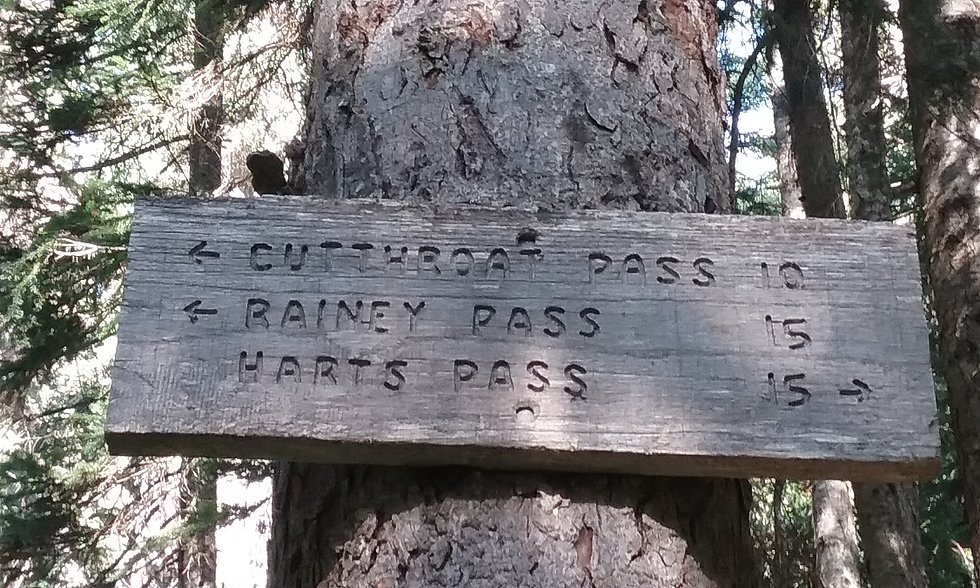 ← CUTTHROAT PASS 10
← RAINEY PASS 15
HARTS PASS 15 →